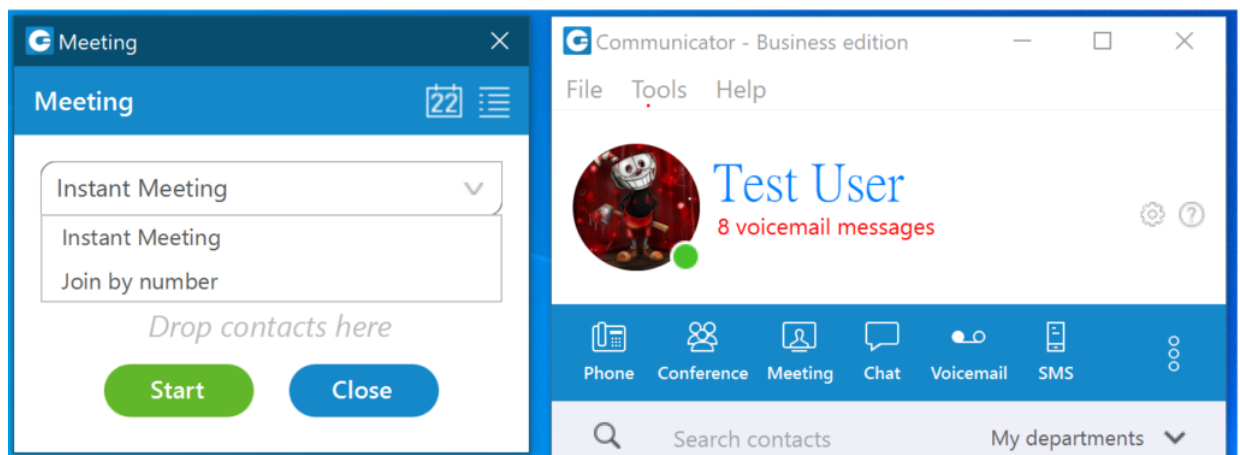 Meeting
Meeting
22
Instant Meeting
Instant Meeting
Join by number
Drop contacts here
Start Close
Communicator - Business edition
File Tools Help
Test User
8 voicemail messages
Phone Conference Meeting Chat Voicemail SMS
Search contacts My departments